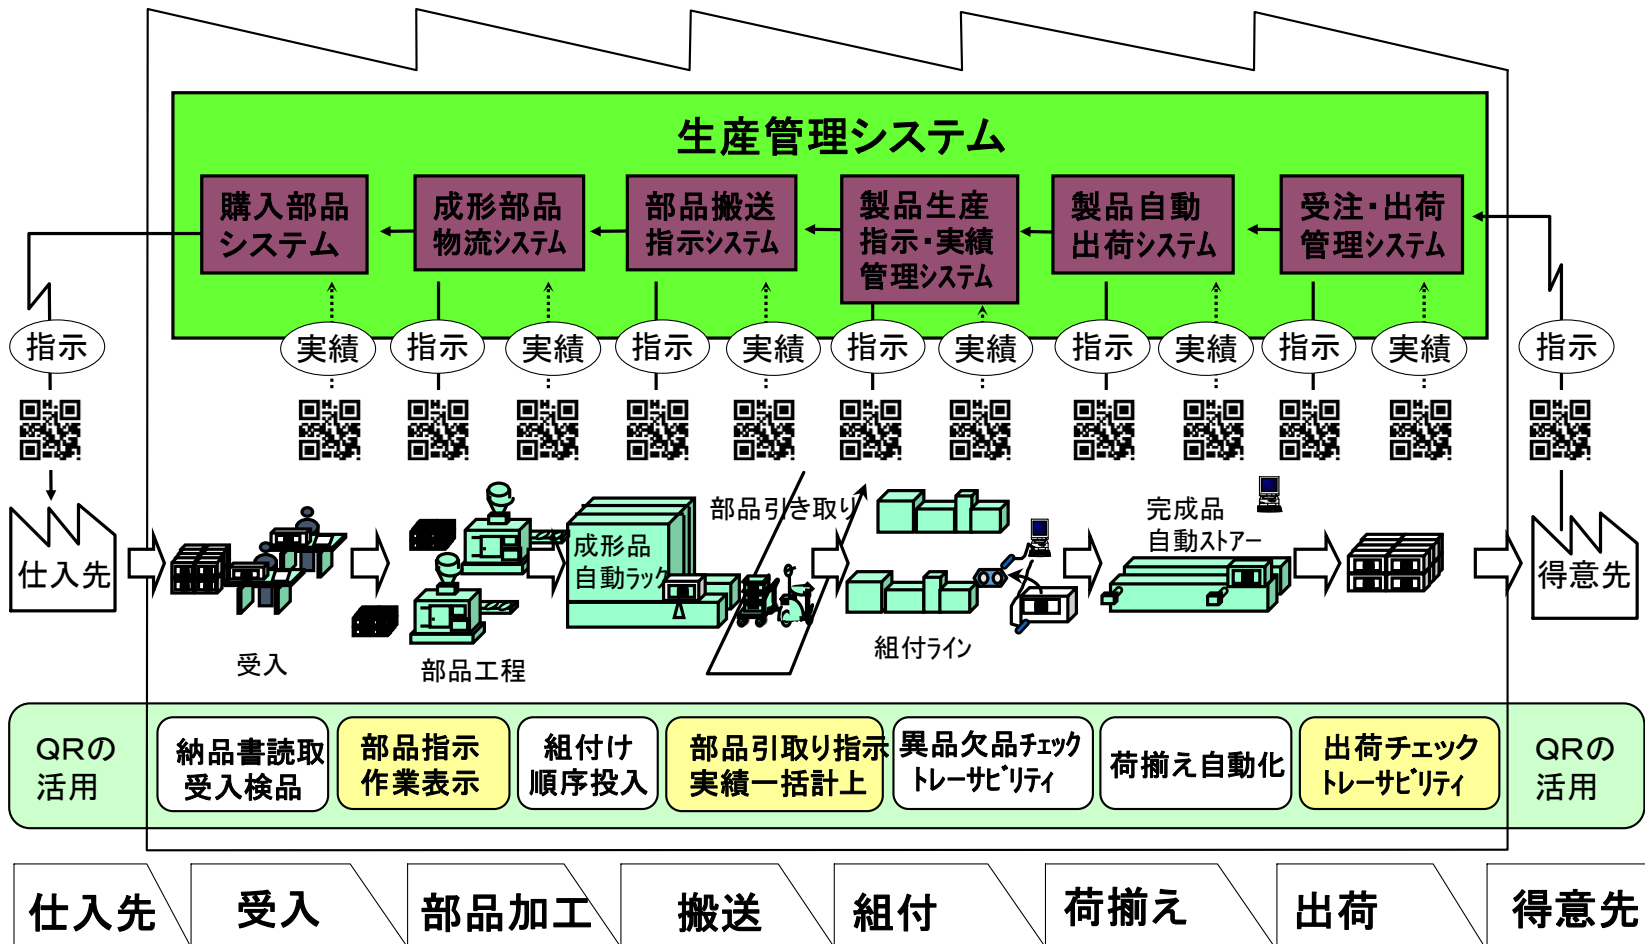 生産管理システム
購入部品
システム
成形部品
物流システム
部品搬送
指示システム
製品生産
指示・実績
管理システム
製品自動
出荷システム
受注・出荷
管理システム
指示
実績
指示
実績
指示
実績
指示
実績
指示
実績
指示
実績
指示
仕入先
受入
部品工程
成形品
自動ラック
部品引き取り
組付ライン
完成品
自動ストアー
得意先
QRの
活用
納品書読取
受入検品
部品指示
作業表示
組付け
順序投入
部品引取り指示
実績一括計上
異品欠品チェック
トレーサビリティ
荷揃え自動化
出荷チェック
トレーサビリティ
QRの
活用
仕入先
受入
部品加工
搬送
組付
荷揃え
出荷
得意先